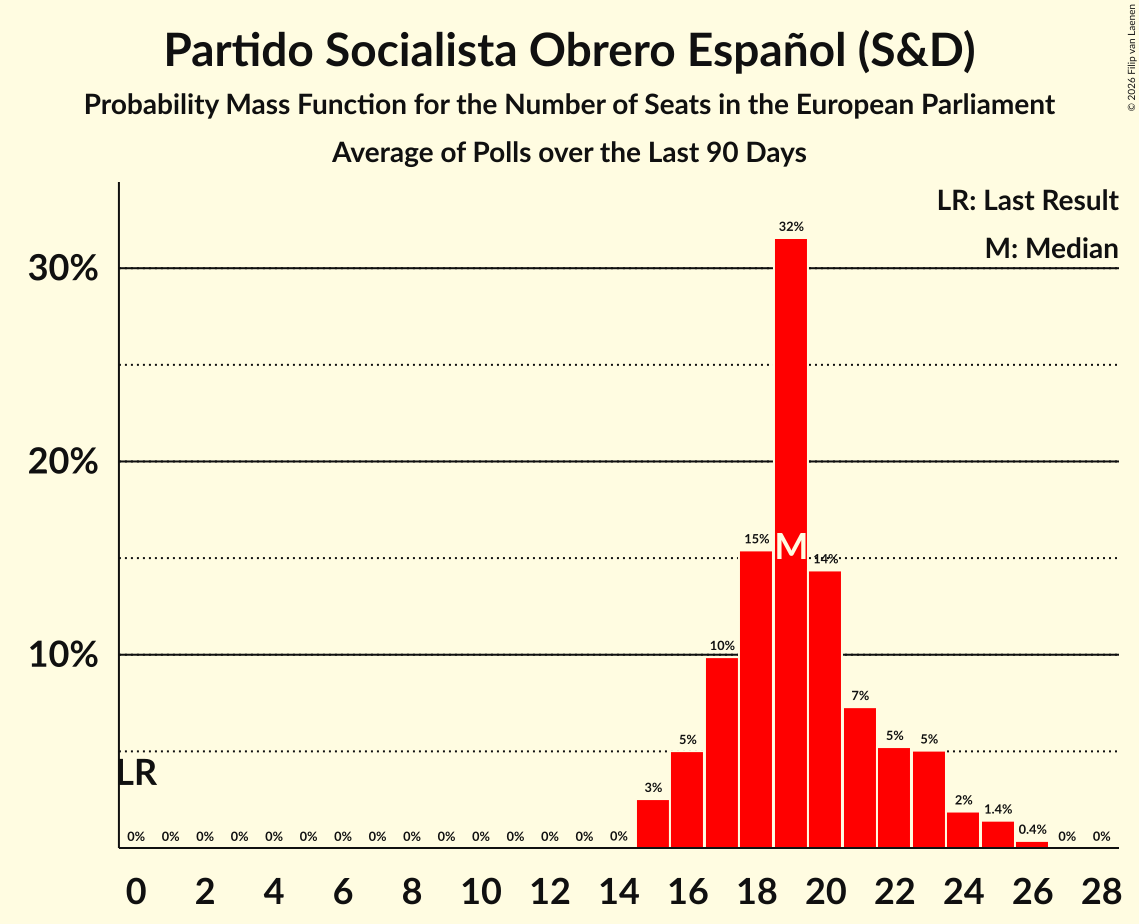 Partido Socialista Obrero Español (S&D)
Probability Mass Function for the Number of Seats in the European Parliament
Average of Polls over the Last 90 Days
© 2026 Filip van Laenen
LR: Last Result
M: Median
32%
30%
20%
15%
M
14%
10%
10%
7%
5%
5%
5%
LR
3%
2%
1.4%
0.4%
0% 0% 0% 0% 0% 0% 0% 0% 0% 0% 0% 0% 0% 0% 0% 0% 0%
0 2 4 6 8 10 12 14 16 18 20 22 24 26 28